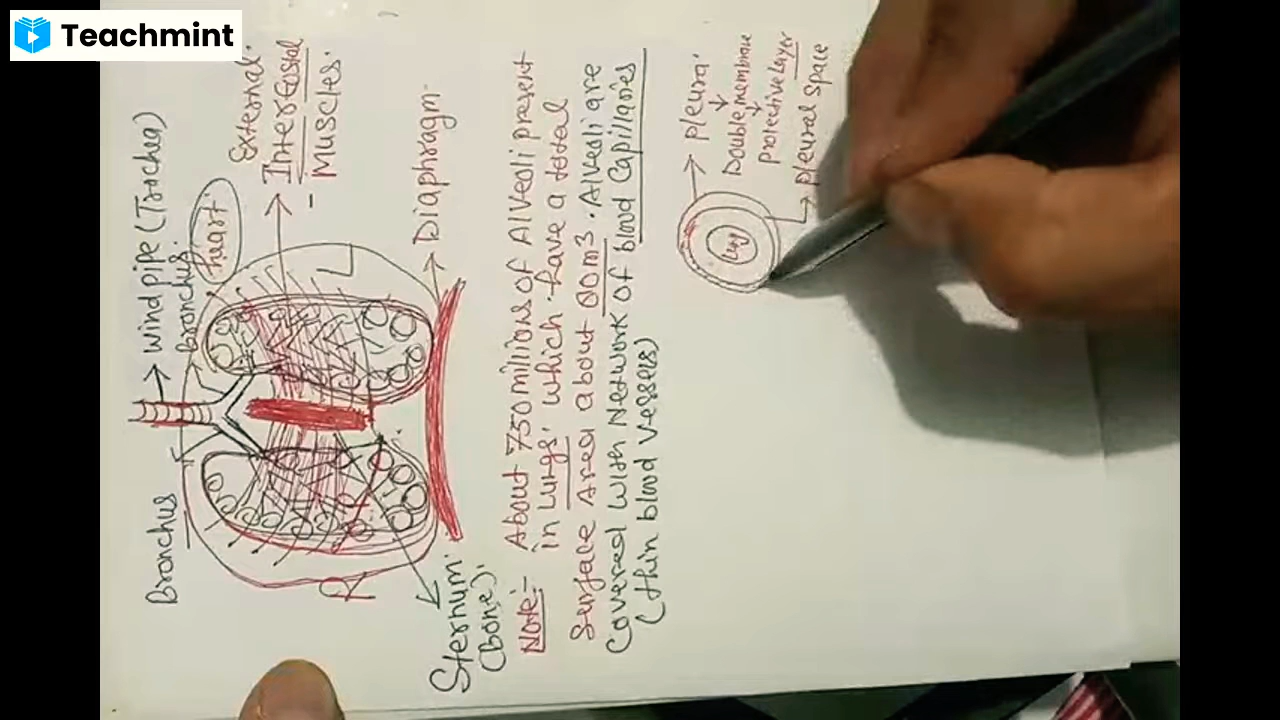 Teachmint
Bronchus
→ wind pipe (Trachea)
bronchus
heart
External
Intercostal
Muscles.
→ Diaphragm.
Sternum.
(Bone).
Note:- About 750 millions of Alveoli present
in Lungs, which have a total
Surface Area about 80m3. Alveoli are
Covered with Network of blood Capillaries
(thin blood vessels)
→ Pleura.
Double membrane
protective layer
→ Pleural Space
Lung